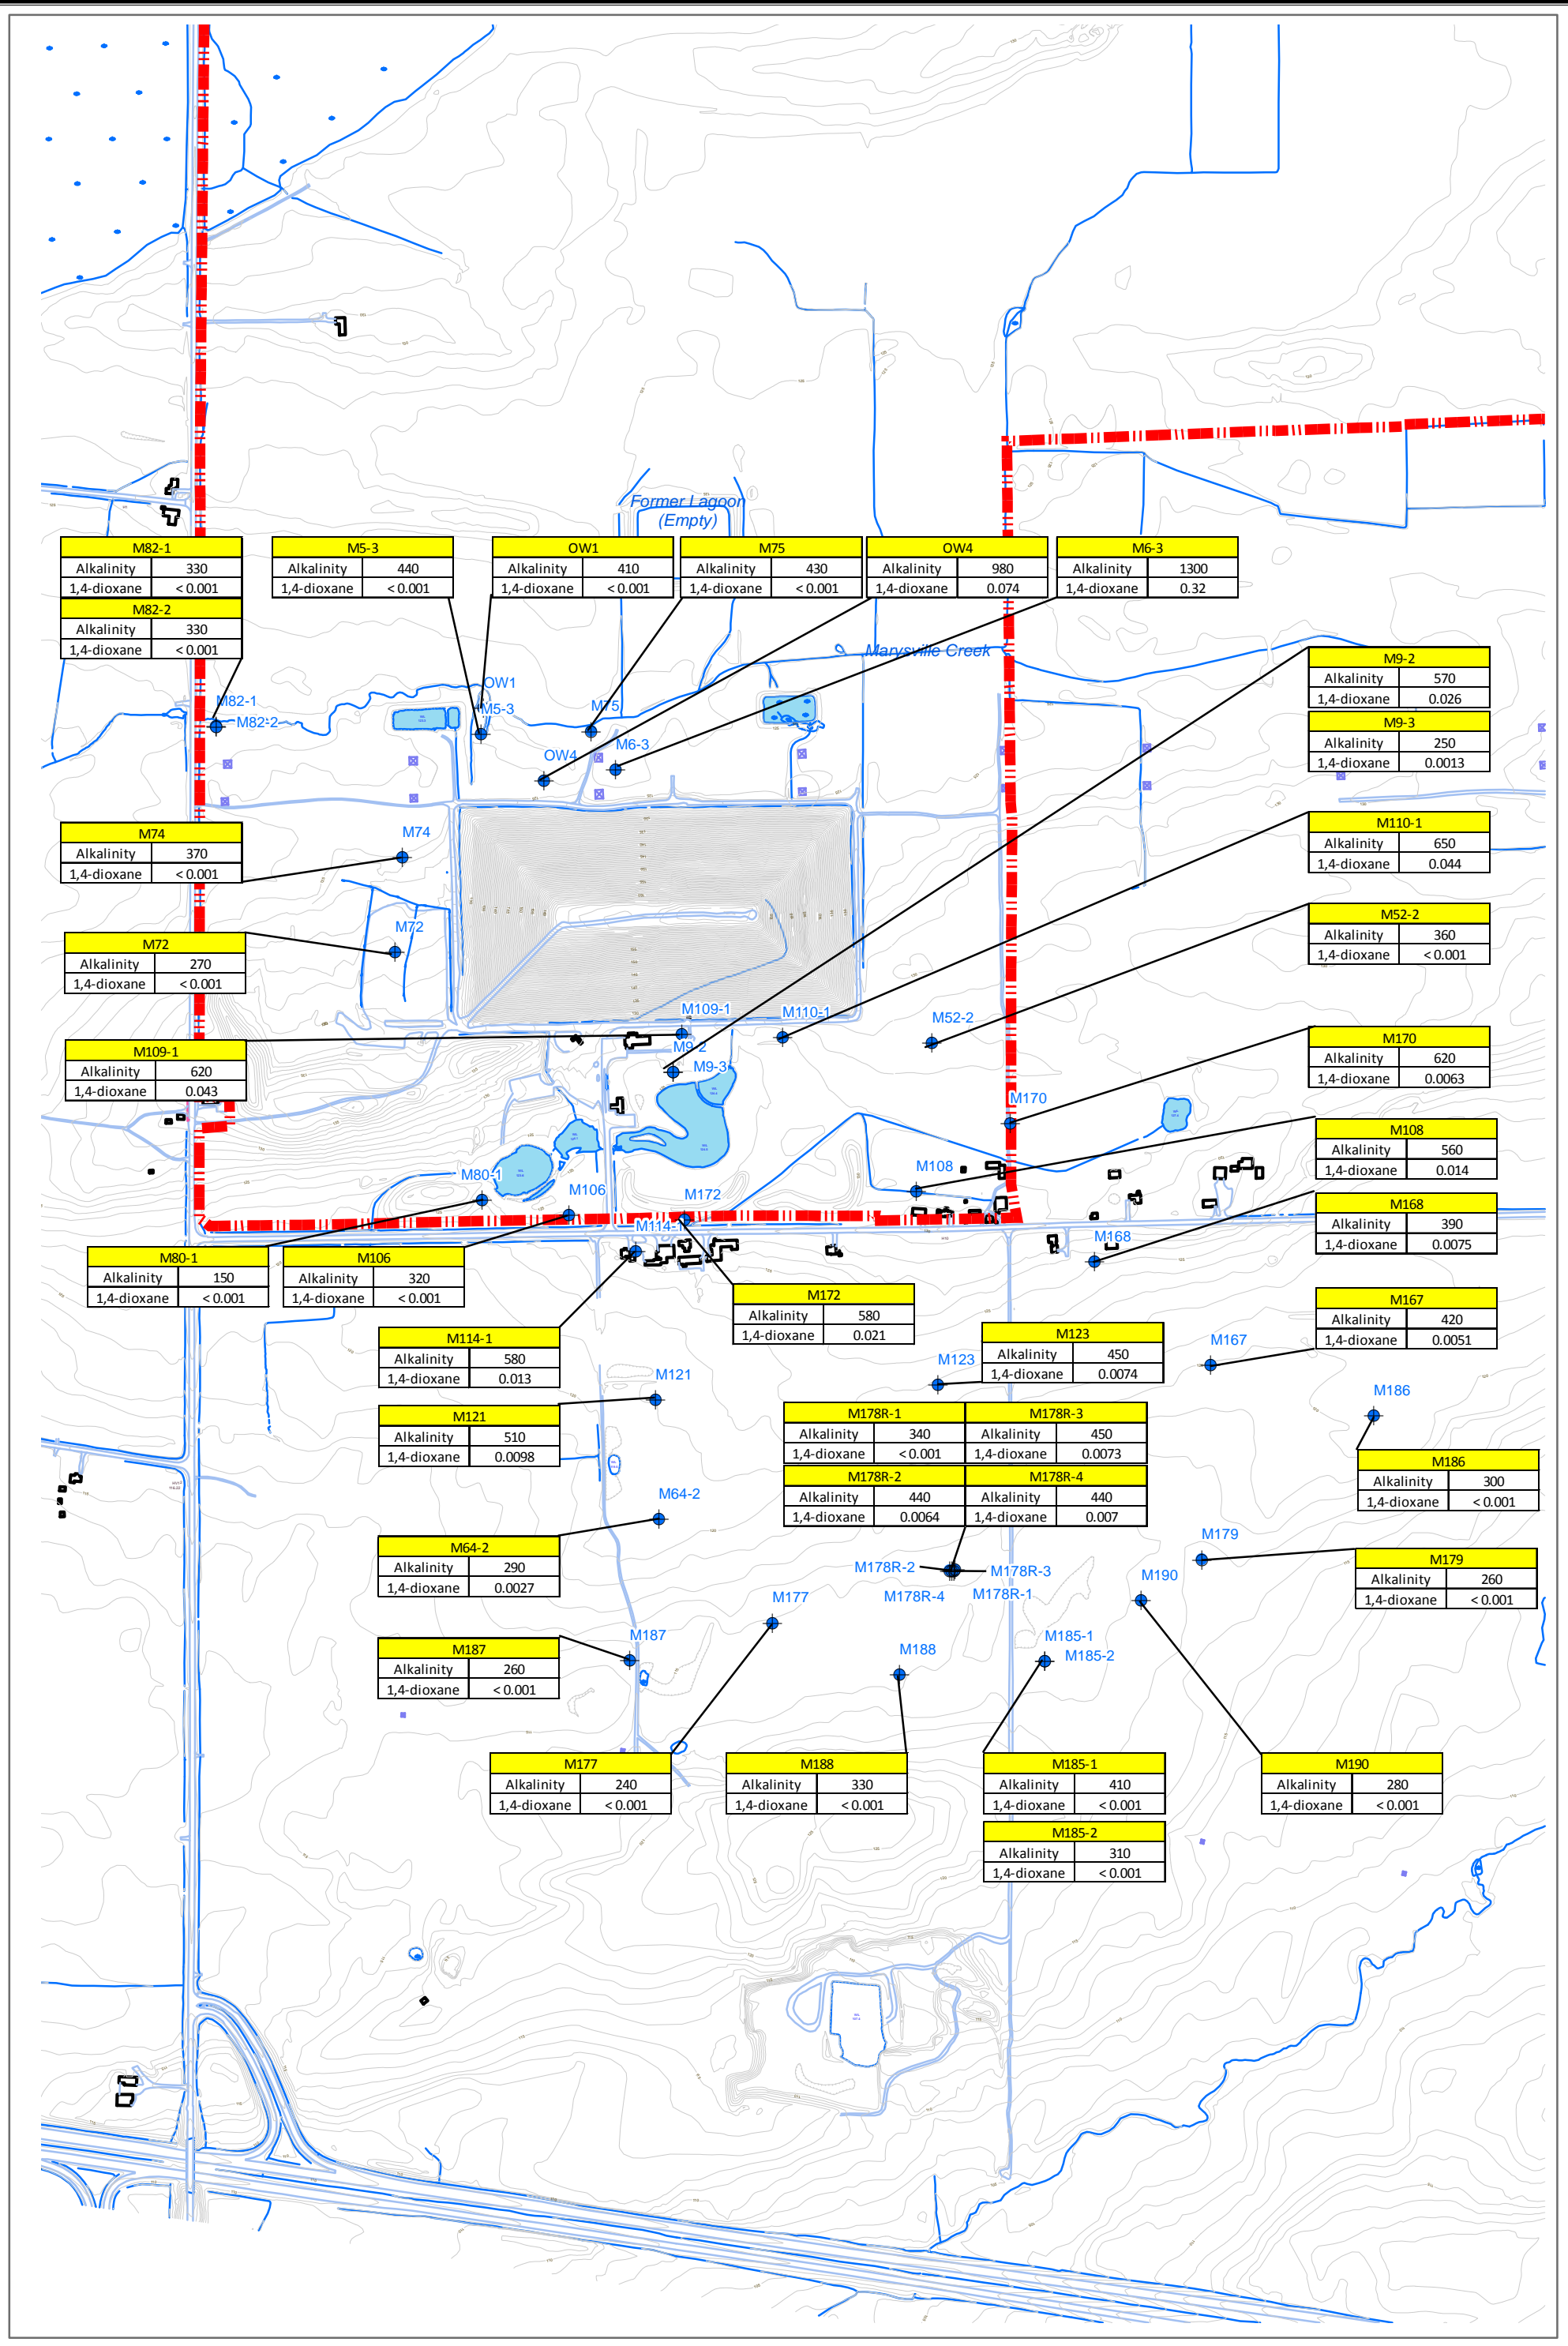 Former Lagoon
(Empty)
M82-1
Alkalinity 330
1,4-dioxane < 0.001
M82-2
Alkalinity 330
1,4-dioxane < 0.001
M5-3
Alkalinity 440
1,4-dioxane < 0.001
OW1
Alkalinity 410
1,4-dioxane < 0.001
M75
Alkalinity 430
1,4-dioxane < 0.001
OW4
Alkalinity 980
1,4-dioxane 0.074
M6-3
Alkalinity 1300
1,4-dioxane 0.32
Marysville Creek
M9-2
Alkalinity 570
1,4-dioxane 0.026
M9-3
Alkalinity 250
1,4-dioxane 0.0013
OW1
M82-1
M82-2
M5-3
M75
M6-3
OW4
M74
Alkalinity 370
1,4-dioxane < 0.001
M74
M110-1
Alkalinity 650
1,4-dioxane 0.044
M72
Alkalinity 270
1,4-dioxane < 0.001
M72
M52-2
Alkalinity 360
1,4-dioxane < 0.001
M109-1
M110-1
M52-2
M109-1
Alkalinity 620
1,4-dioxane 0.043
M9-2
M9-3
M170
Alkalinity 620
1,4-dioxane 0.0063
M170
M108
Alkalinity 560
1,4-dioxane 0.014
M80-1
M106
M172
M108
M168
Alkalinity 390
1,4-dioxane 0.0075
M114-1
M168
M80-1
Alkalinity 150
1,4-dioxane < 0.001
M106
Alkalinity 320
1,4-dioxane < 0.001
M172
Alkalinity 580
1,4-dioxane 0.021
M167
Alkalinity 420
1,4-dioxane 0.0051
M114-1
Alkalinity 580
1,4-dioxane 0.013
M123
Alkalinity 450
1,4-dioxane 0.0074
M167
M121
M123
M186
M121
Alkalinity 510
1,4-dioxane 0.0098
M178R-1
Alkalinity 340
1,4-dioxane < 0.001
M178R-3
Alkalinity 450
1,4-dioxane 0.0073
M178R-2
Alkalinity 440
1,4-dioxane 0.0064
M178R-4
Alkalinity 440
1,4-dioxane 0.007
M186
Alkalinity 300
1,4-dioxane < 0.001
M64-2
M64-2
Alkalinity 290
1,4-dioxane 0.0027
M179
M179
Alkalinity 260
1,4-dioxane < 0.001
M178R-2
M178R-3
M178R-4
M178R-1
M190
M177
M187
M188
M185-1
M185-2
M187
Alkalinity 260
1,4-dioxane < 0.001
M177
Alkalinity 240
1,4-dioxane < 0.001
M188
Alkalinity 330
1,4-dioxane < 0.001
M185-1
Alkalinity 410
1,4-dioxane < 0.001
M190
Alkalinity 280
1,4-dioxane < 0.001
M185-2
Alkalinity 310
1,4-dioxane < 0.001